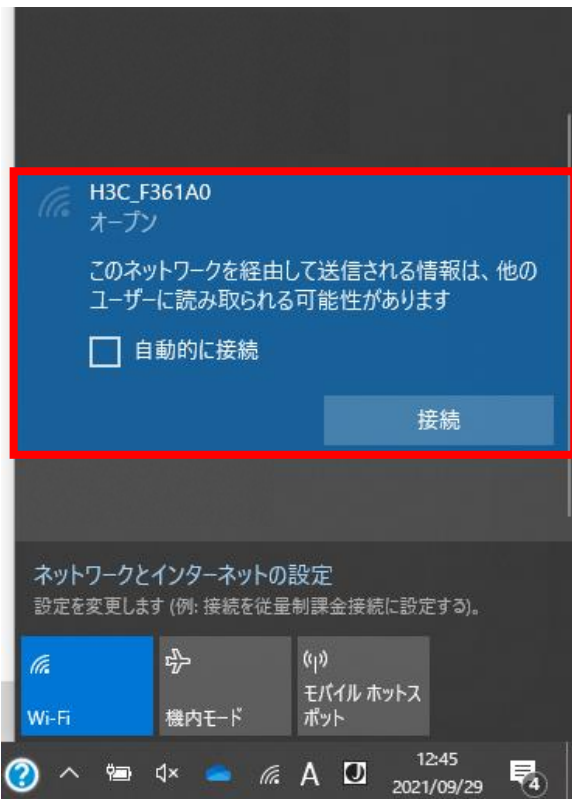 H3C_F361A0
オープン
このネットワークを経由して送信される情報は、他の
ユーザーに読み取られる可能性があります
自動的に接続
接続
ネットワークとインターネットの設定
設定を変更します (例: 接続を従量制課金接続に設定する)。
Wi-Fi
機内モード
モバイル ホットス
ポット
A
J
12:45
2021/09/29
4